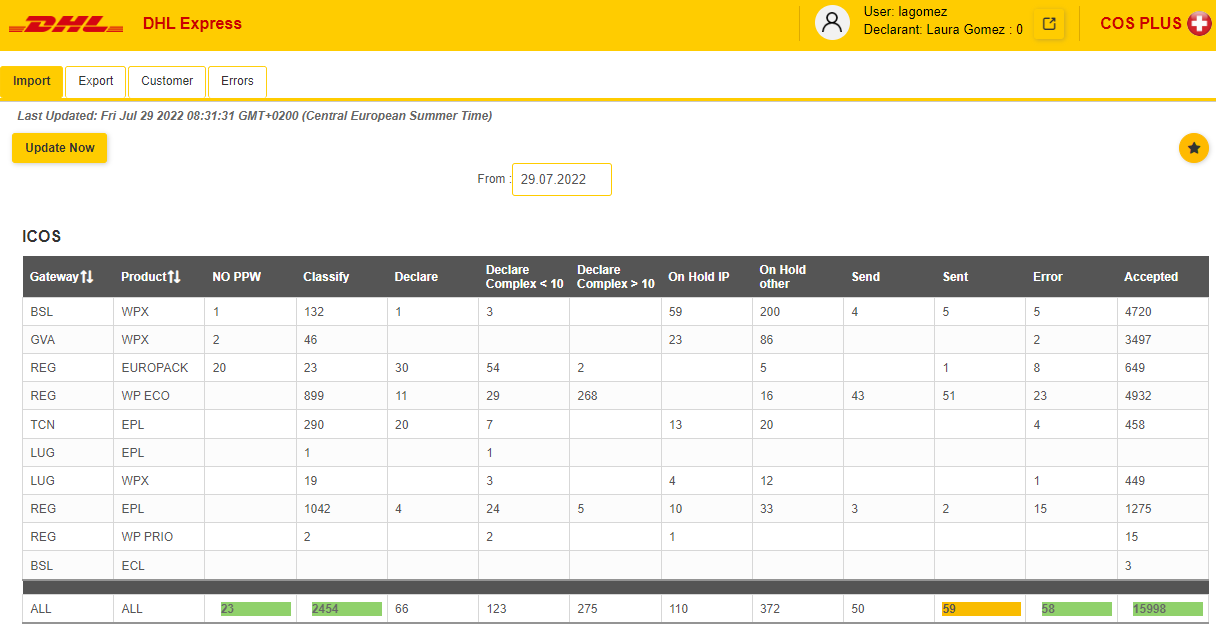 DHL DHL Express
User: lagomez
Declarant: Laura Gomez : 0
COS PLUS
Import Export Customer Errors
Last Updated: Fri Jul 29 2022 08:31:31 GMT+0200 (Central European Summer Time)
Update Now
From : 29.07.2022
ICOS
Gateway Product NO PPW Classify Declare Declare Complex < 10 Declare Complex > 10 On Hold IP On Hold other Send Sent Error Accepted
BSL WPX 1 132 1 3 59 200 4 5 5 4720
GVA WPX 2 46 23 86 2 3497
REG EUROPACK 20 23 30 54 2 5 1 8 649
REG WP ECO 899 11 29 268 16 43 51 23 4932
TCN EPL 290 20 7 13 20 4 458
LUG EPL 1 1
LUG WPX 19 3 4 12 1 449
REG EPL 1042 4 24 5 10 33 3 2 15 1275
REG WP PRIO 2 2 1 15
BSL ECL 3
ALL ALL 23 2454 66 123 275 110 372 50 59 58 15998